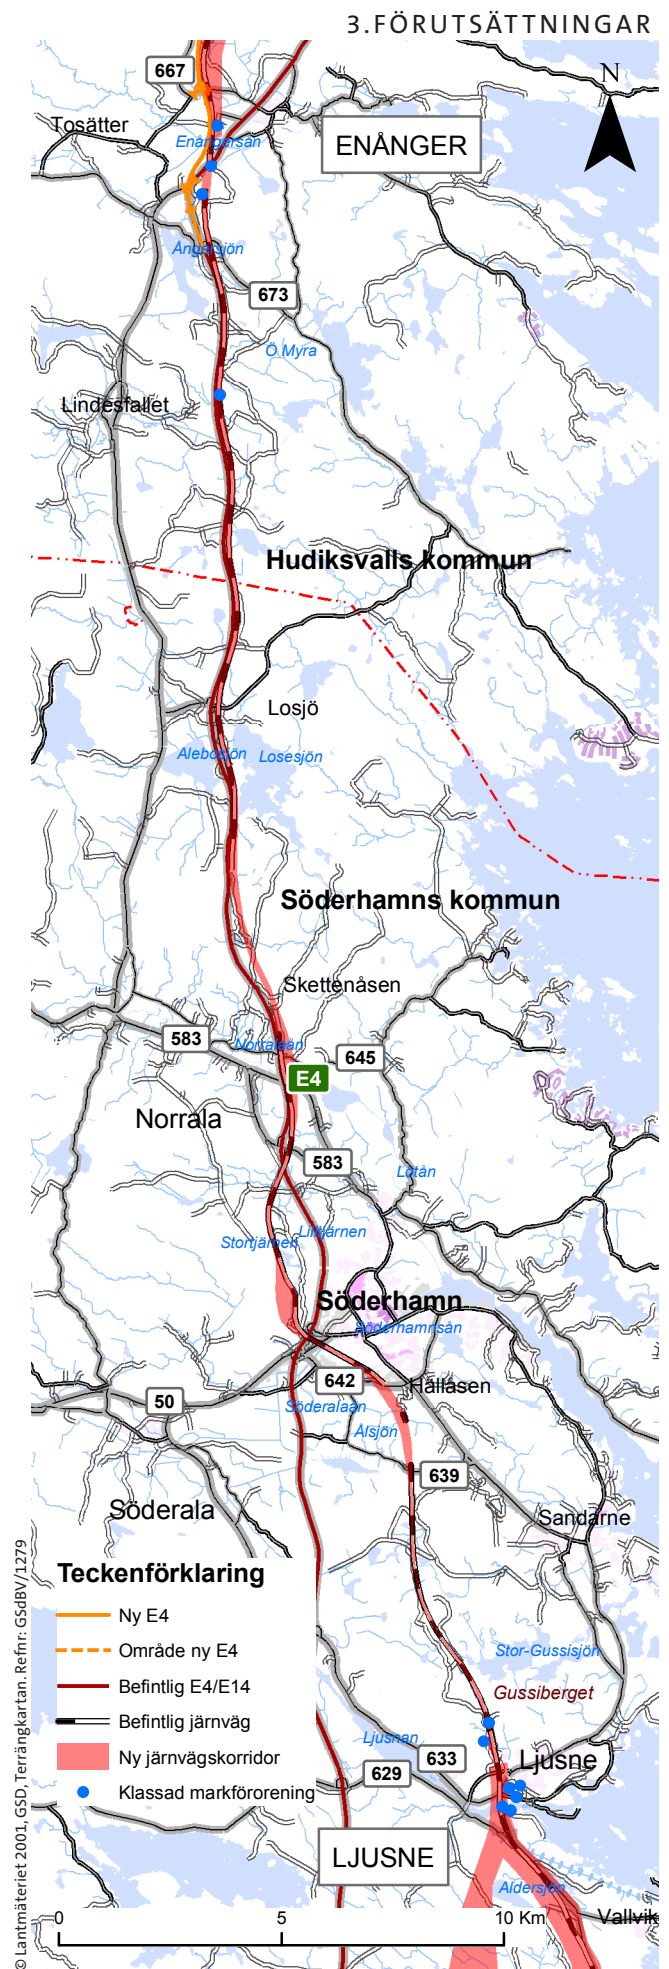 3.FÖRUTSÄTTNINGAR
667
N
Tosätter
Enångersån
ENÅNGER
Ångersjön
673
Ö Myra
Lindesfallet
Hudiksvalls kommun
Losjö
Alebosjön
Losesjön
Söderhamns kommun
Skettenåsen
583
Norralaån
645
E4
Norrala
583
Lötån
Lilltjärnen
Stortjärnen
Söderhamn
Söderhamnsån
642
Hällåsen
50
Söderalaån
Alsjön
639
Söderala
Sandarne
Teckenförklaring
Ny E4
Område ny E4
Befintlig E4/E14
Befintlig järnväg
Ny järnvägskorridor
Klassad markförorening
Stor-Gussisjön
Gussiberget
Ljusnan
633
Ljusne
629
LJUSNE
Aldersjön
Vallvik
0 5 10 Km
© Lantmäteriet 2001, GSD, Terrängkartan. Refnr: GSdBV/1279